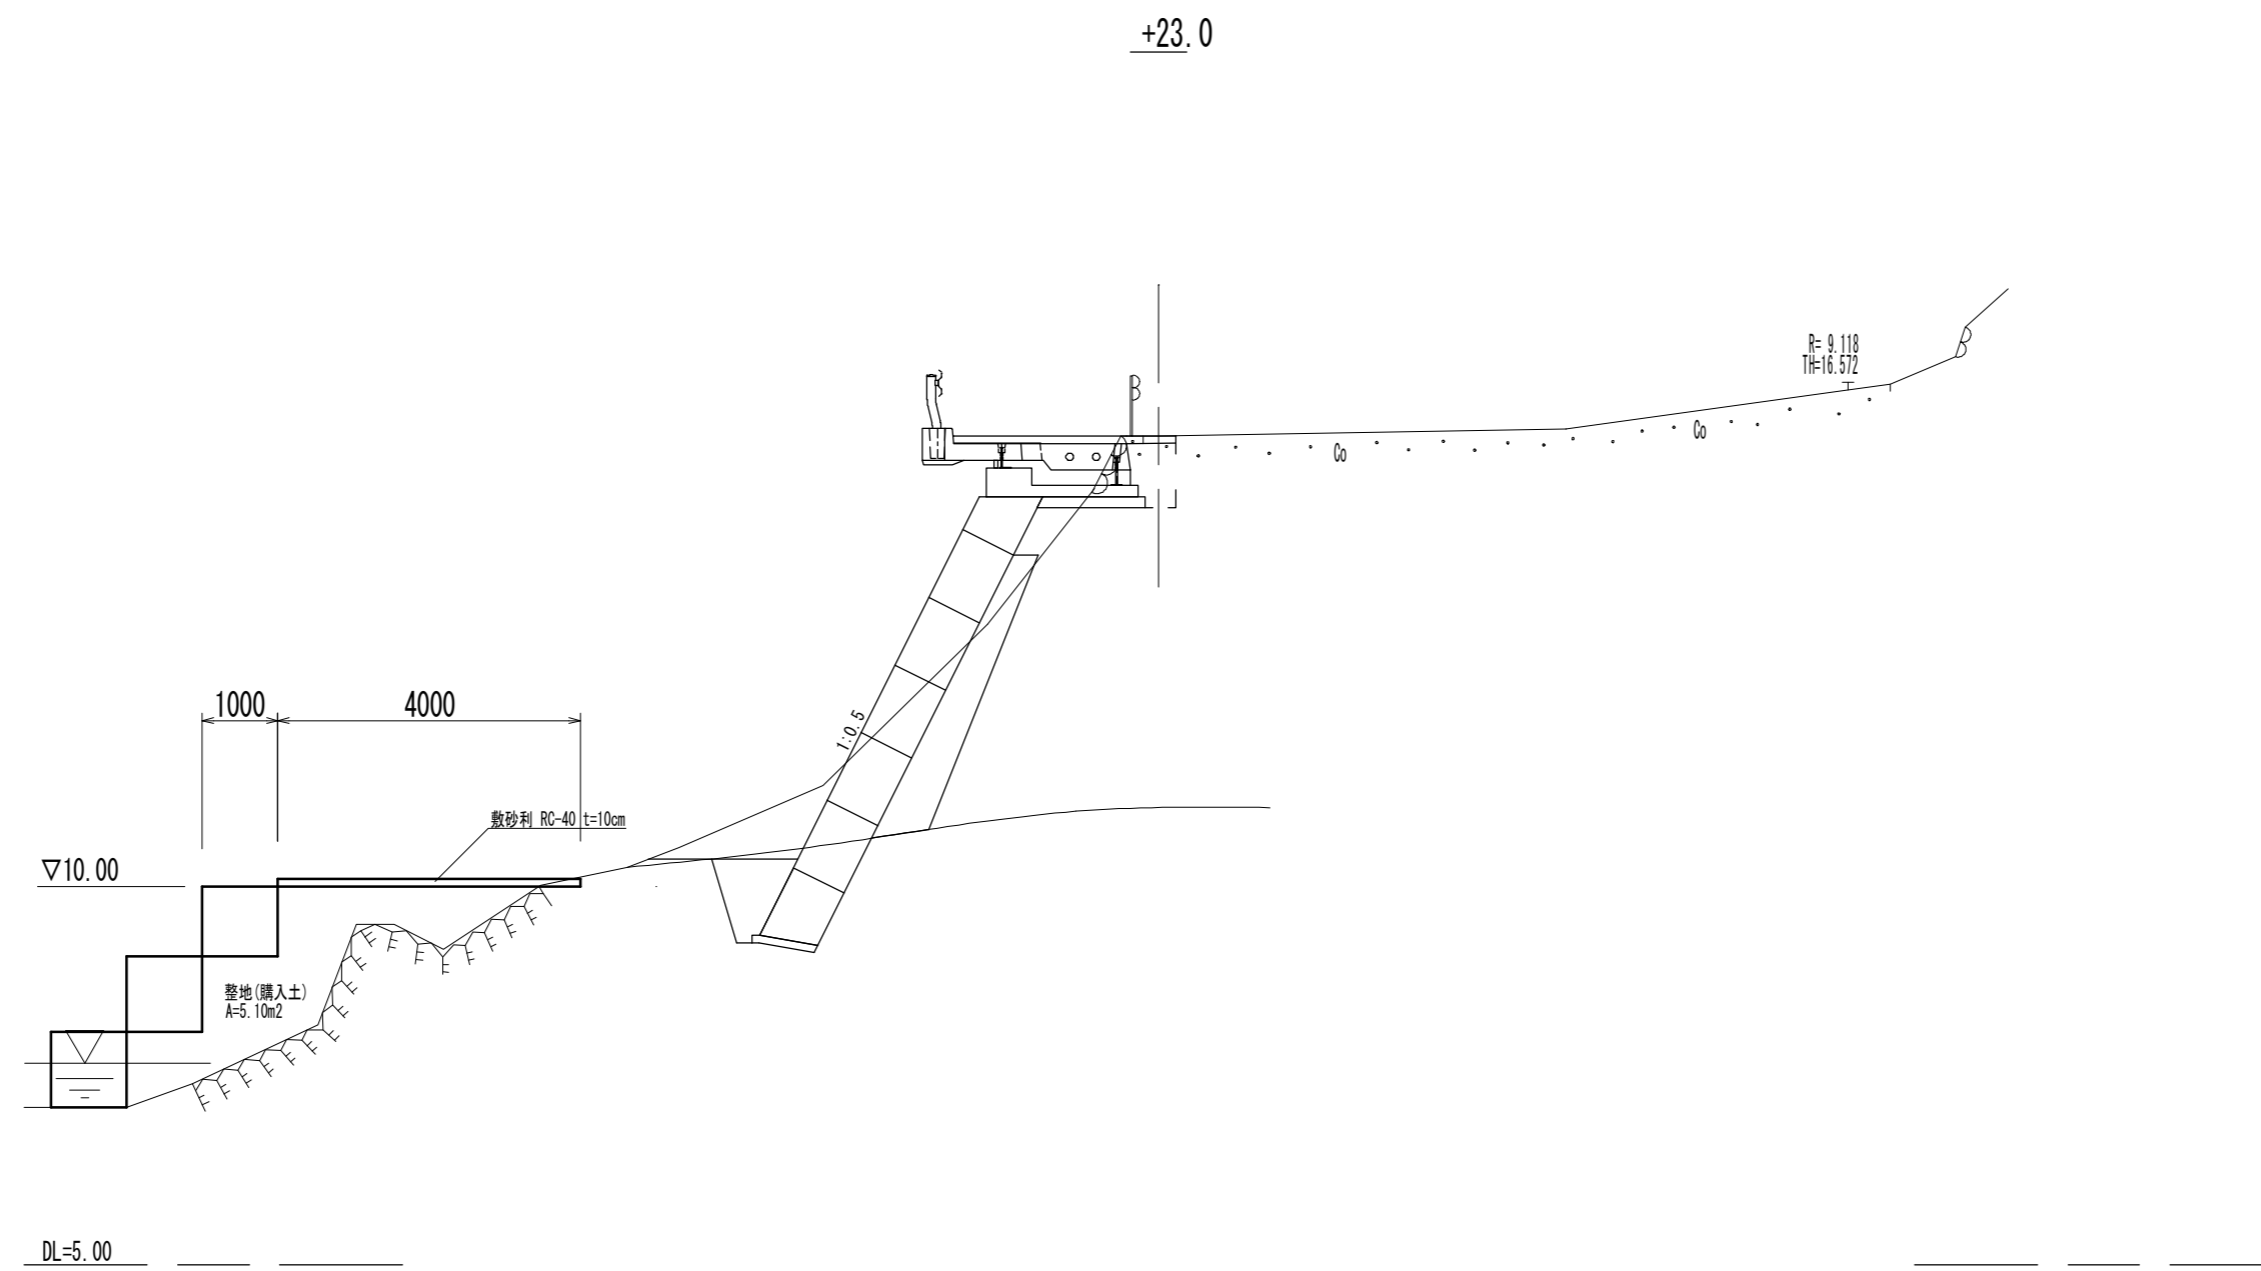 +23.0
R= 9.118
TH=16.572
Co
Co
1:0.5
1000
4000
敷砂利 RC-40 t=10cm
▽10.00
整地(購入土)
A=5.10m2
DL=5.00